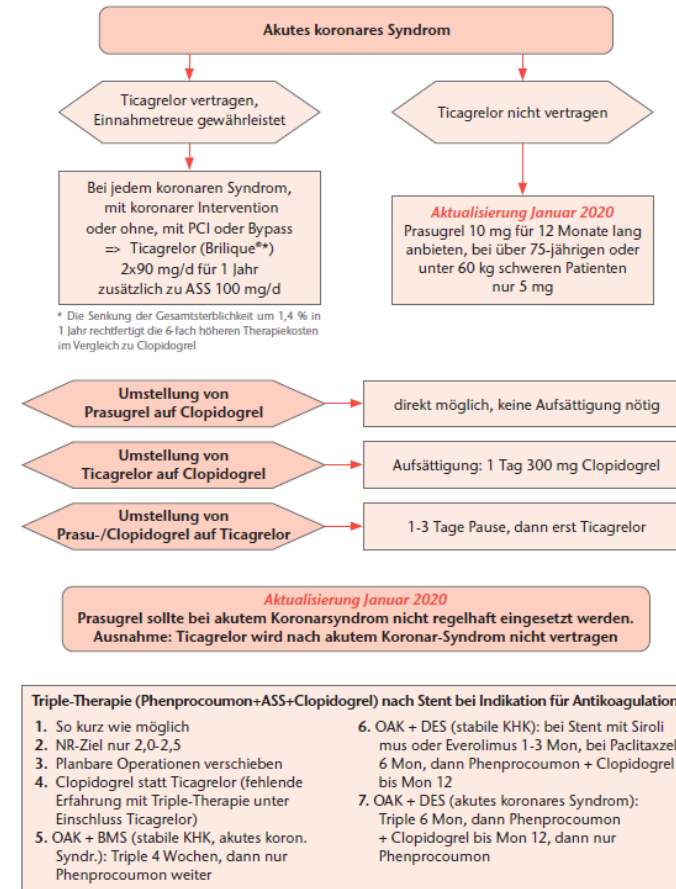 Akutes koronares Syndrom
Ticagrelor vertragen,
Einnahmetreue gewährleistet
Ticagrelor nicht vertragen
Bei jedem koronaren Syndrom,
mit koronarer Intervention
oder ohne, mit PCI oder Bypass
=> Ticagrelor (Brilique®*)
2x90 mg/d für 1 Jahr
zusätzlich zu ASS 100 mg/d
Aktualisierung Januar 2020
Prasugrel 10 mg für 12 Monate lang
anbieten, bei über 75-jährigen oder
unter 60 kg schweren Patienten
nur 5 mg
* Die Senkung der Gesamtsterblichkeit um 1,4 % in
1 Jahr rechtfertigt die 6-fach höheren Therapiekosten
im Vergleich zu Clopidogrel
Umstellung von
Prasugrel auf Clopidogrel
direkt möglich, keine Aufsättigung nötig
Umstellung von
Ticagrelor auf Clopidogrel
Aufsättigung: 1 Tag 300 mg Clopidogrel
Umstellung von
Prasu-/Clopidogrel auf Ticagrelor
1-3 Tage Pause, dann erst Ticagrelor
Aktualisierung Januar 2020
Prasugrel sollte bei akutem Koronarsyndrom nicht regelhaft eingesetzt werden.
Ausnahme: Ticagrelor wird nach akutem Koronar-Syndrom nicht vertragen
Triple-Therapie (Phenprocoumon+ASS+Clopidogrel) nach Stent bei Indikation für Antikoagulation
1. So kurz wie möglich
2. NR-Ziel nur 2,0-2,5
3. Planbare Operationen verschieben
4. Clopidogrel statt Ticagrelor (fehlende
Erfahrung mit Triple-Therapie unter
Einschluss Ticagrelor)
5. OAK + BMS (stabile KHK, akutes koron.
Syndr.): Triple 4 Wochen, dann nur
Phenprocoumon weiter
6. OAK + DES (stabile KHK): bei Stent mit Siroli
mus oder Everolimus 1-3 Mon, bei Paclitaxzel
6 Mon, dann Phenprocoumon + Clopidogrel
bis Mon 12
7. OAK + DES (akutes koronares Syndrom):
Triple 6 Mon, dann Phenprocoumon
+ Clopidogrel bis Mon 12, dann nur
Phenprocoumon